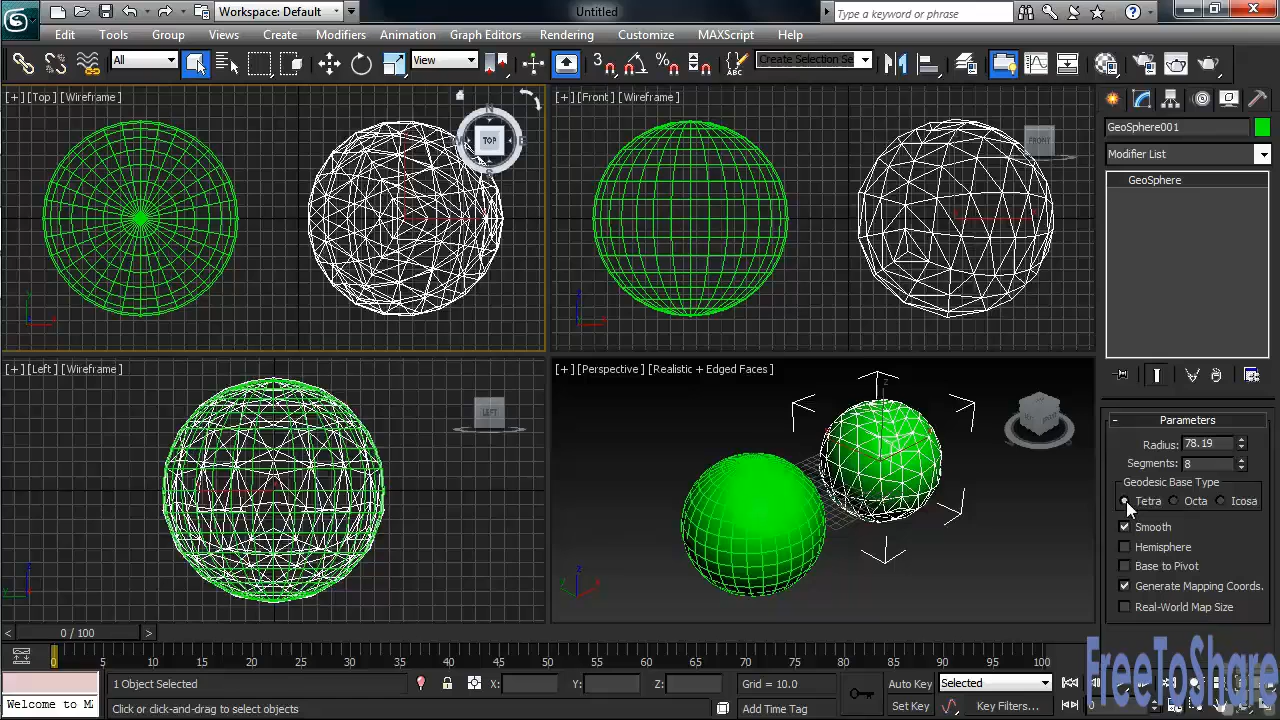 Workspace: Default
Untitled
Type a keyword or phrase
Edit Tools Group Views Create Modifiers Animation Graph Editors Rendering Customize MAXScript Help
All
View
3
Create Selection Se
[+] [Top] [Wireframe]
TOP
[+] [Front] [Wireframe]
FRONT
[+] [Left] [Wireframe]
LEFT
[+] [Perspective] [Realistic + Edged Faces]
GeoSphere001
Modifier List
GeoSphere
Parameters
Radius: 78.19
Segments: 8
Geodesic Base Type
Tetra Octa Icosa
Smooth
Hemisphere
Base to Pivot
Generate Mapping Coords.
Real-World Map Size
0 / 100
0 5 10 15 20 25 30 35 40 45 50 55 60 65 70 75 80 85 90 95 100
1 Object Selected
X: Y: Z:
Grid = 10.0
Auto Key
Selected
Welcome to M
Click or click-and-drag to select objects
Add Time Tag
Set Key
Key Filters...
FreeToShare